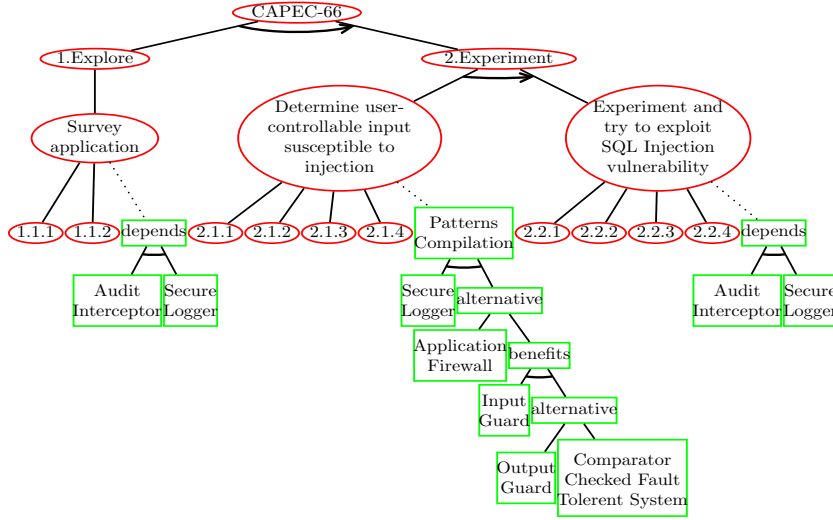 CAPEC-66
1.Explore
2.Experiment
Survey
application
Determine user-
controllable input
susceptible to
injection
Experiment and
try to exploit
SQL Injection
vulnerability
1.1.1
1.1.2
depends
2.1.1
2.1.2
2.1.3
2.1.4
Patterns
Compilation
2.2.1
2.2.2
2.2.3
2.2.4
depends
Audit
Interceptor
Secure
Logger
Secure
Logger
alternative
Audit
Interceptor
Secure
Logger
Application
Firewall
benefits
Input
Guard
alternative
Output
Guard
Comparator
Checked Fault
Tolerent System